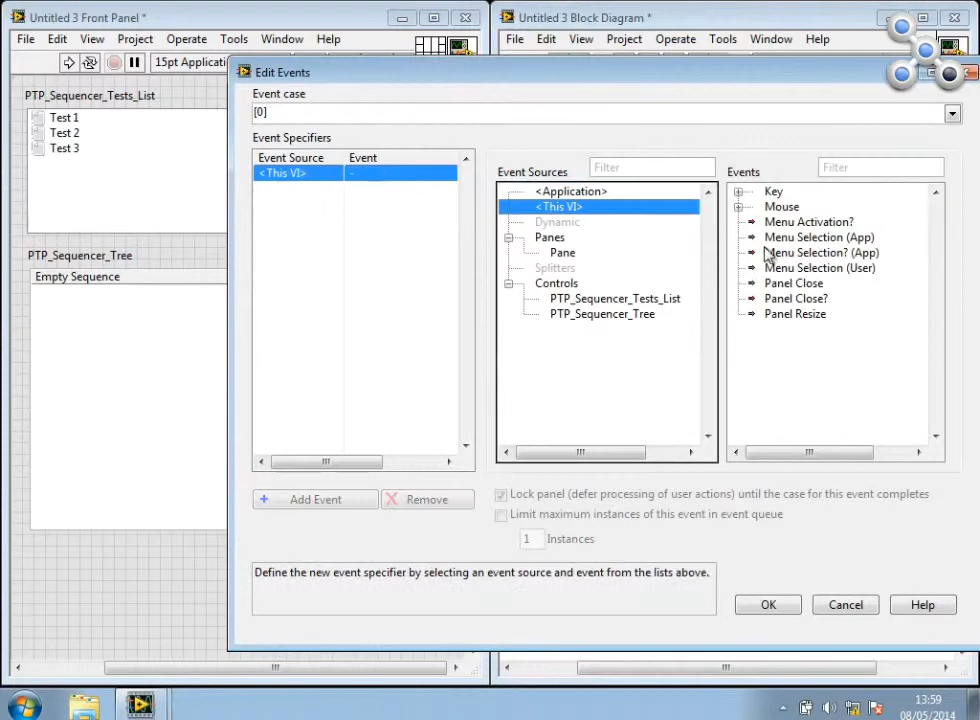 Untitled 3 Front Panel *
File Edit View Project Operate Tools Window Help
15pt Applicati
PTP_Sequencer_Tests_List
Test 1
Test 2
Test 3
PTP_Sequencer_Tree
Empty Sequence
Untitled 3 Block Diagram *
File Edit View Project Operate Tools Window Help
Edit Events
Event case
[0]
Event Specifiers
Event Source Event
<This VI> -
Add Event Remove
Event Sources Filter
<Application>
<This VI>
Dynamic
Panes
Pane
Splitters
Controls
PTP_Sequencer_Tests_List
PTP_Sequencer_Tree
Events Filter
Key
Mouse
Menu Activation?
Menu Selection (App)
Menu Selection? (App)
Menu Selection (User)
Panel Close
Panel Close?
Panel Resize
Lock panel (defer processing of user actions) until the case for this event completes
Limit maximum instances of this event in event queue
1 Instances
Define the new event specifier by selecting an event source and event from the lists above.
OK Cancel Help
13:59
08/05/2014